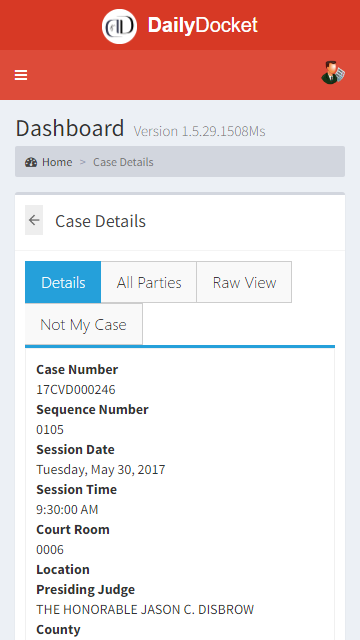 DailyDocket
Dashboard Version 1.5.29.1508Ms
Home > Case Details
Case Details
Details
All Parties
Raw View
Not My Case
Case Number
17CVD000246
Sequence Number
0105
Session Date
Tuesday, May 30, 2017
Session Time
9:30:00 AM
Court Room
0006
Location
Presiding Judge
THE HONORABLE JASON C. DISBROW
County